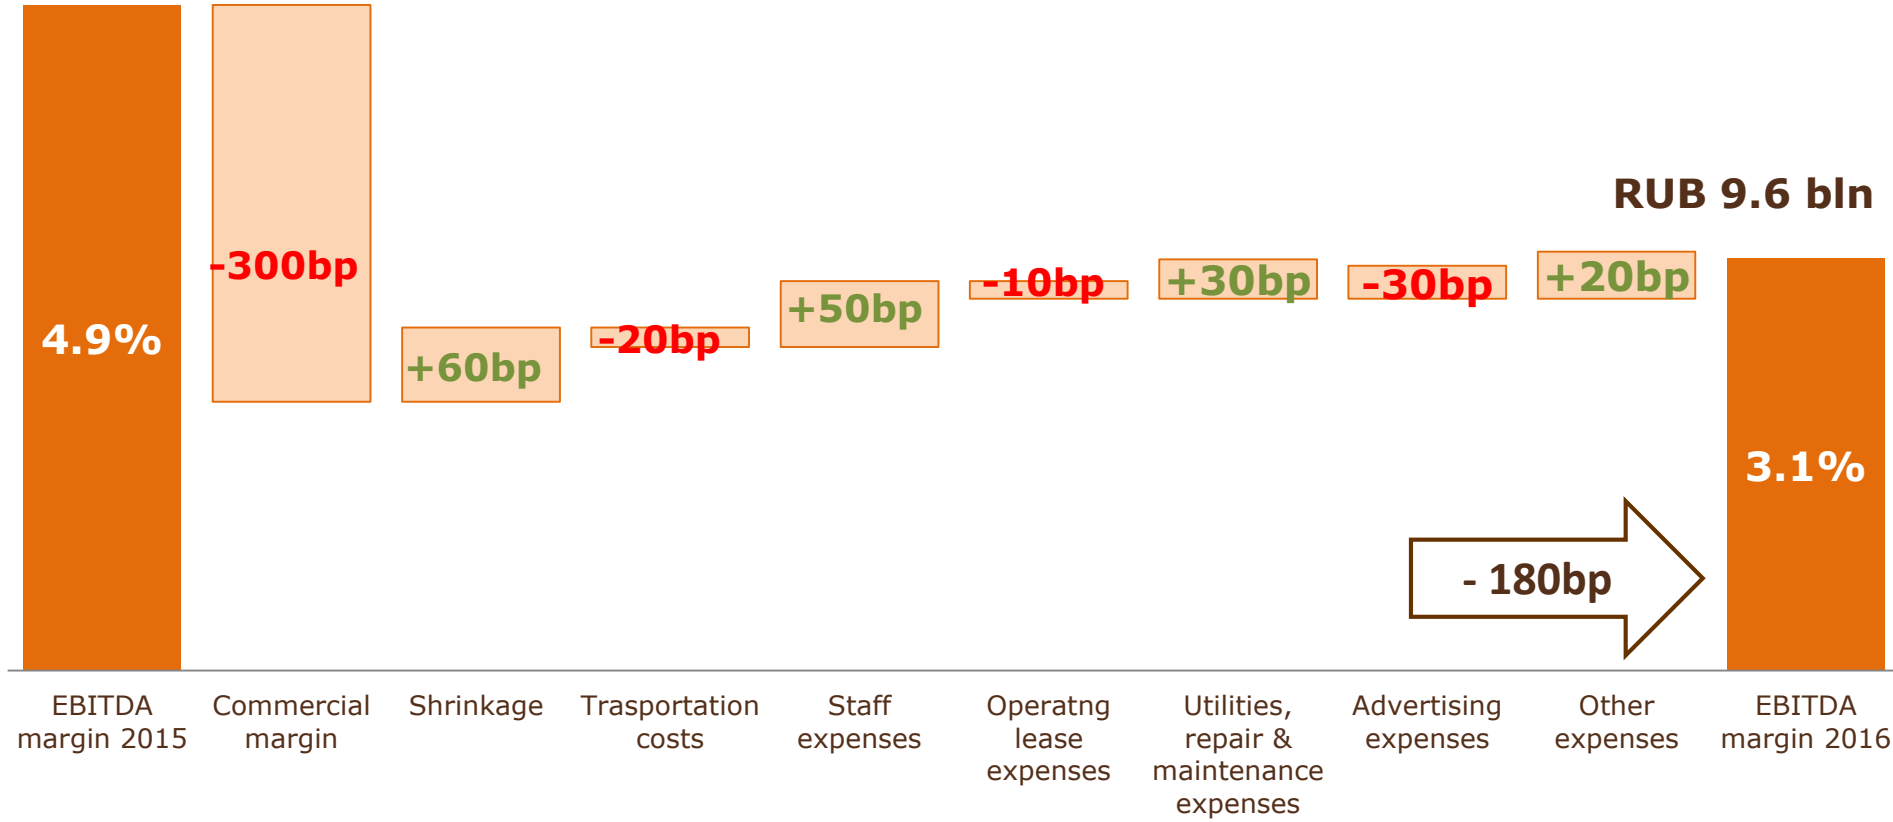 RUB 9.6 bln
4.9%
-300bp
+60bp
-20bp
+50bp
-10bp
+30bp
-30bp
+20bp
3.1%
- 180bp
EBITDA
margin 2015
Commercial
margin
Shrinkage
Trasportation
costs
Staff
expenses
Operatng
lease
expenses
Utilities,
repair &
maintenance
expenses
Advertising
expenses
Other
expenses
EBITDA
margin 2016